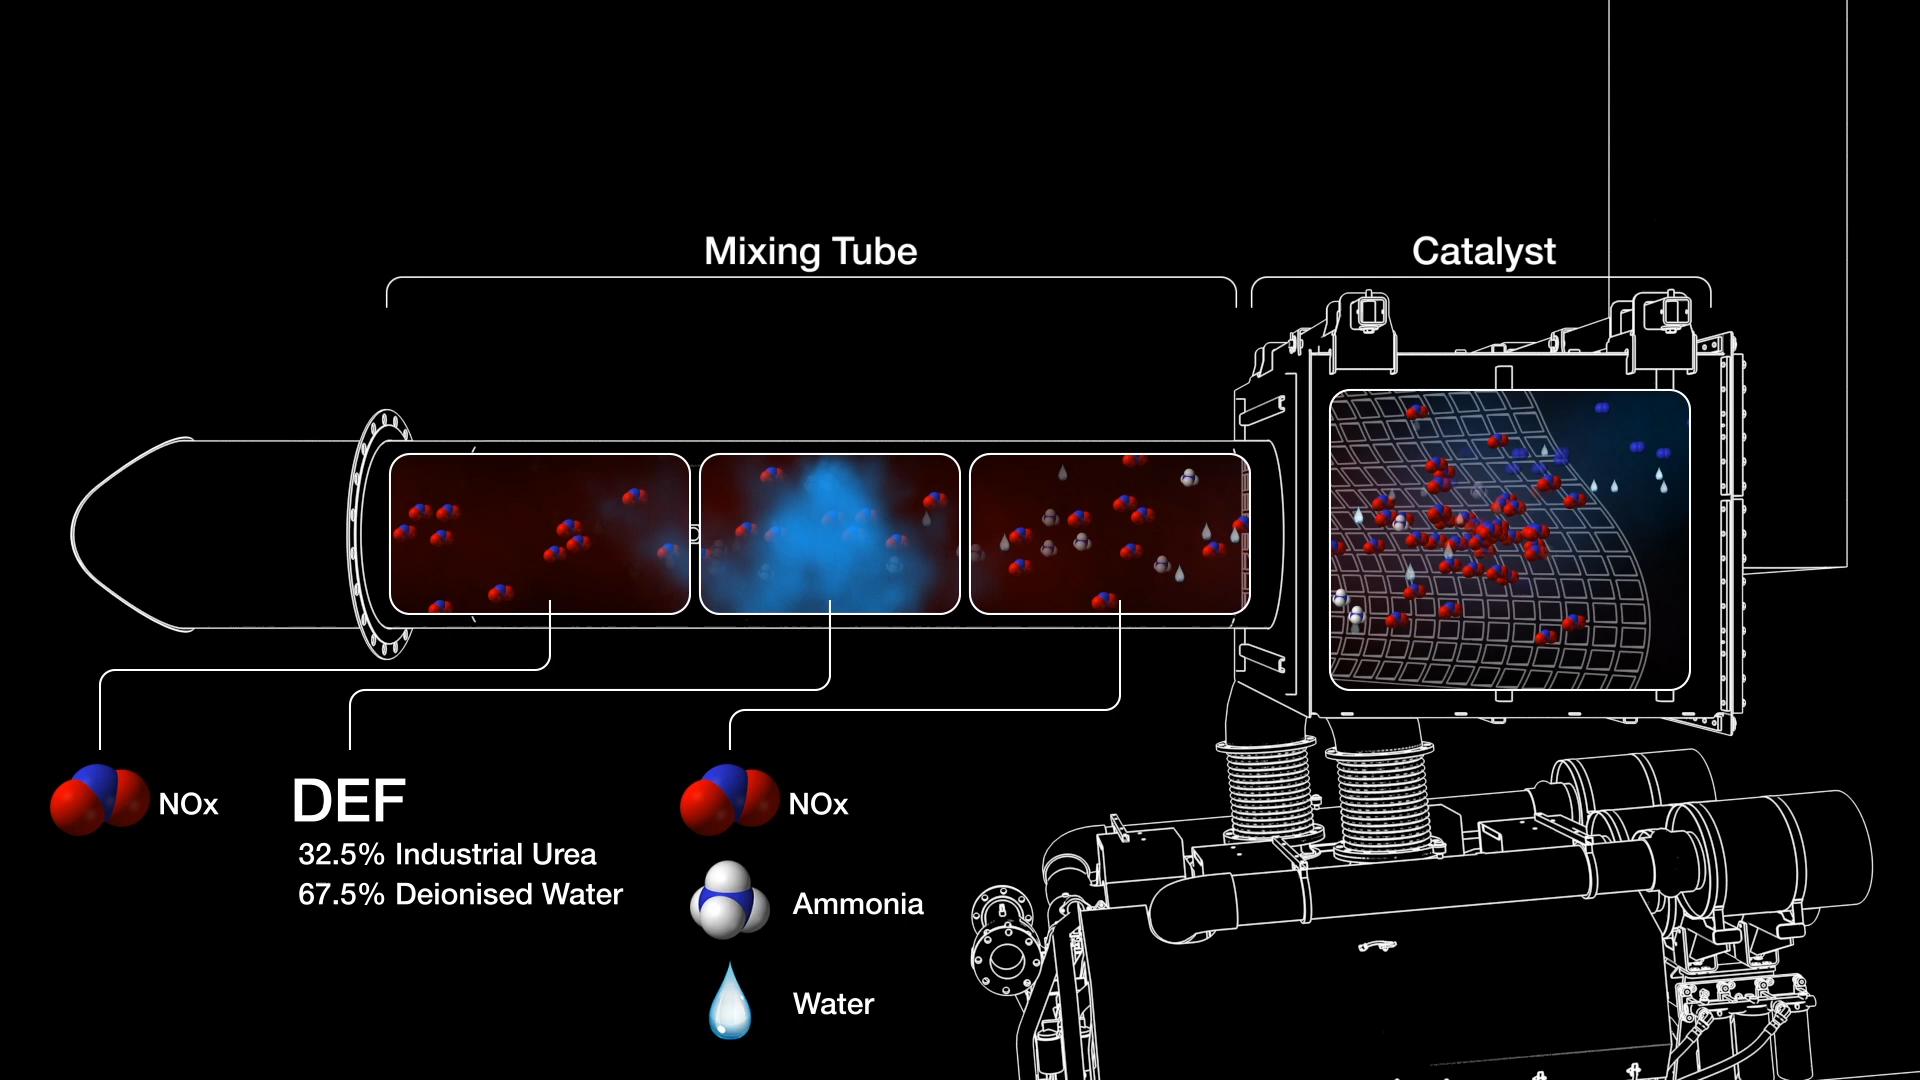 Mixing Tube
Catalyst
NOx
DEF
32.5% Industrial Urea
67.5% Deionised Water
NOx
Ammonia
Water